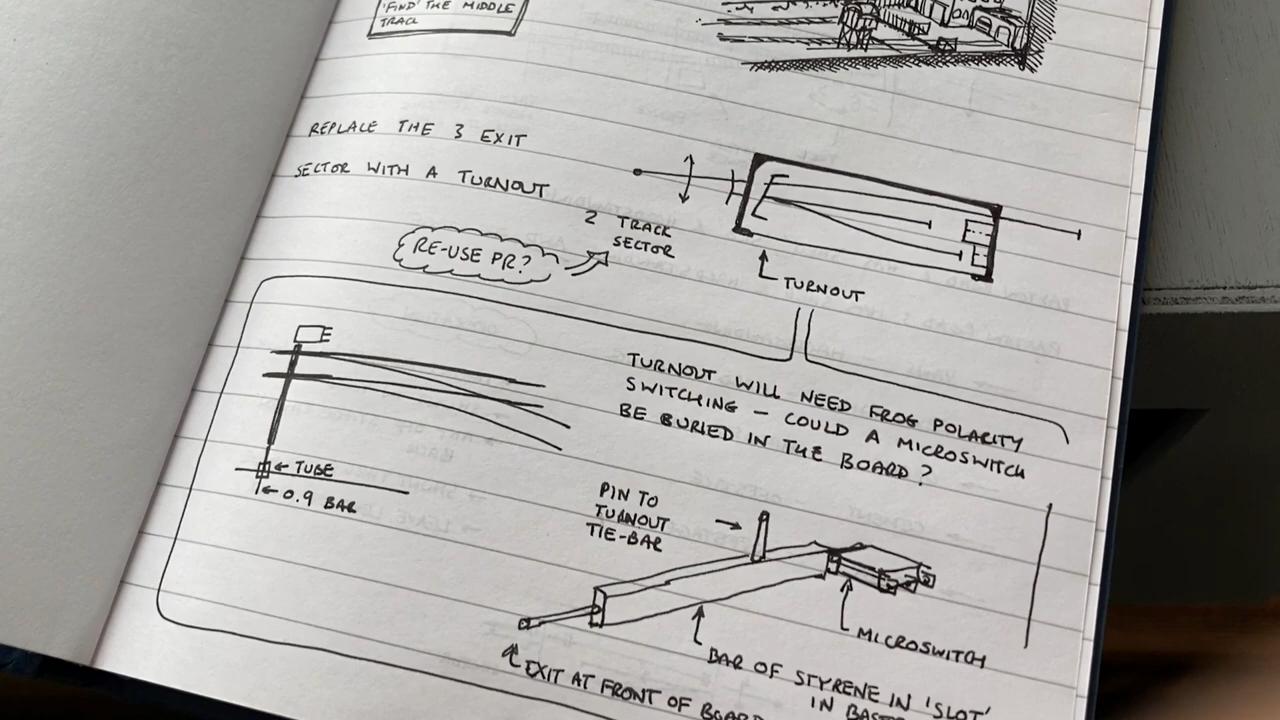 'FIND' THE MIDDLE
TRACK
REPLACE THE 3 EXIT
SECTOR WITH A TURNOUT
2 TRACK
SECTOR
RE-USE PR?
TURNOUT
TURNOUT WILL NEED FROG POLARITY
SWITCHING – COULD A MICROSWITCH
BE BURIED IN THE BOARD?
TUBE
0.9 BAR
PIN TO
TURNOUT
TIE-BAR
MICROSWITCH
BAR OF STYRENE IN 'SLOT'
IN
EXIT AT FRONT OF BOARD